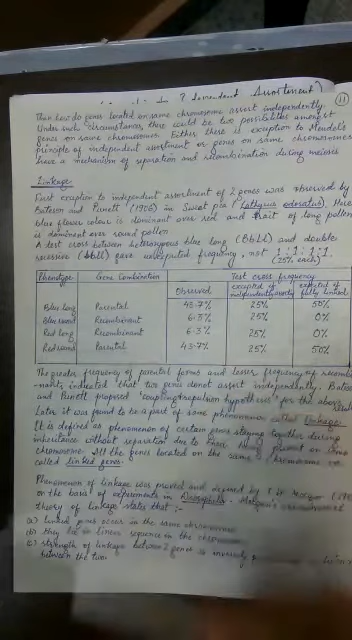 Independent Assortment)
(11)
Then how do genes located on same chromosome assort independently.
Under such circumstances there could be two possibilities amongst
genes on same chromosome. Either there is exception to Mendel's
principle of independent assortment or genes on same chromosomes
have a mechanism of separation and recombination during meiosis
Linkage
First exception to independent assortment of 2 genes was observed by
Bateson and Punett (1906) in Sweet pea (Lathyrus odoratus). Here
blue flower colour is dominant over red and trait of long pollen
is dominent over round pollen
A test cross between heterozygous blue long (BbLl) and double
recessive (bbll) gave unexpected frequency, not 1:1:1:1
(25% each)
Phenotype Gene Combination Test cross frequency
Observed expected if independently assorty expected if fully linked
Blue long Parental 43.7% 25% 50%
Blue round Recombinant 6.3% 25% 0%
Red long Recombinant 6.3% 25% 0%
Red round Parental 43.7% 25% 50%
The greater frequency of parental forms and lesser frequency of recombi-
nants, indicated that two genes donot assort independently. Bates
and Punett proposed 'coupling & repulsion hypothesis' for the above
Later it was found to be a part of same phenomenon called linkage.
It is defined as phenomenon of certain genes staying together during
inheritance without separation due to their being present on same
chromosome. All the genes located on the same chromosome are
called linked genes.
Phenomenon of linkage was proved and defined by T H Morgan
on the basis of experiments in Drosophila. Morgan's chromosomal
theory of linkage states that :-
(a) linked genes occur in the same chromosome
(b) they lie in linear sequence in the chromosome
(c) strength of linkage between 2 genes is inversely
between the two